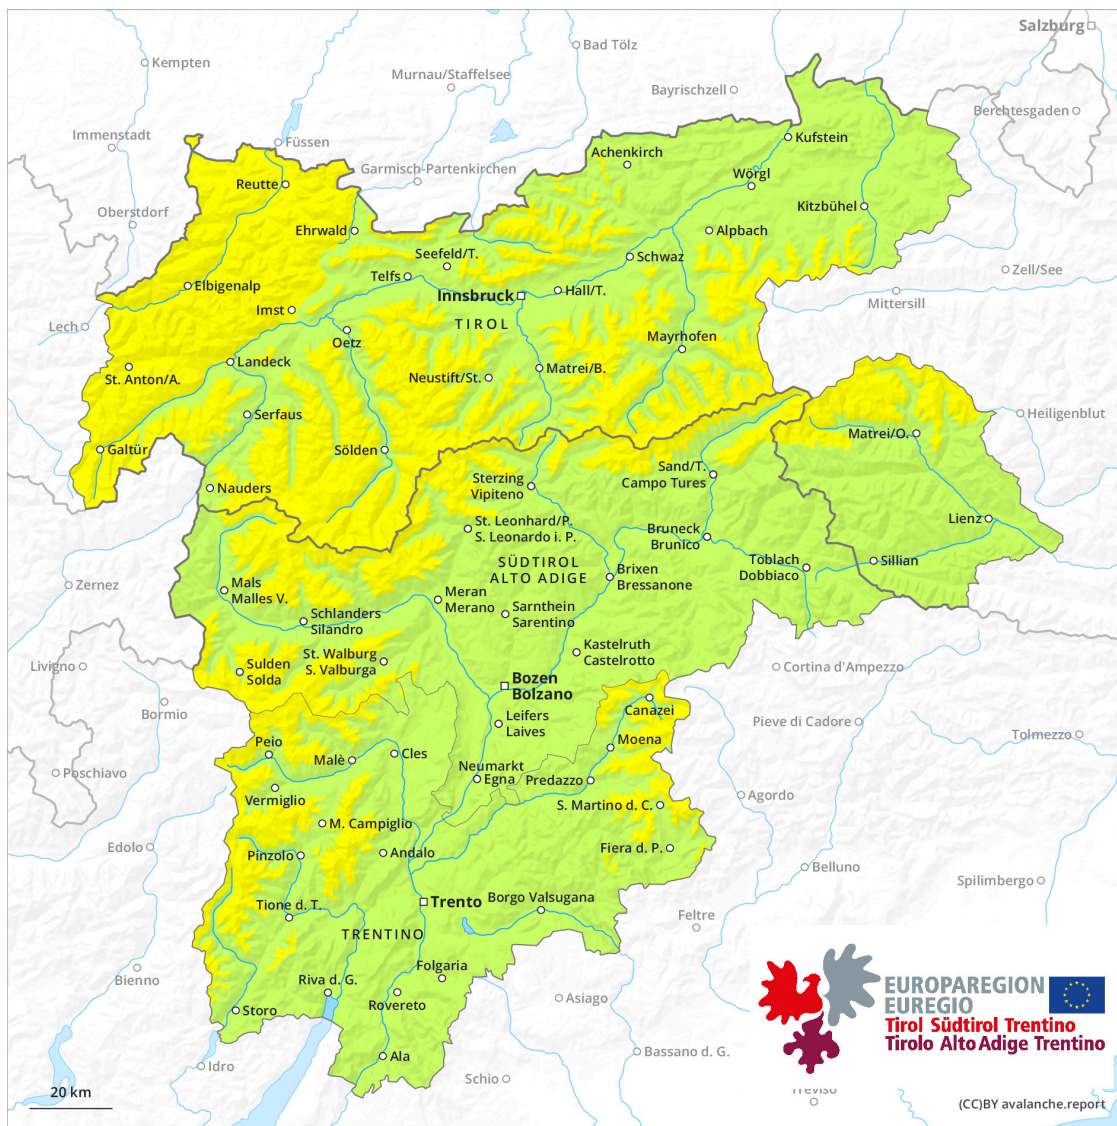 Salzburg
Bad Tölz
Kempten
Murnau/Staffelsee
Bayrischzell
Berchtesgaden
Immenstadt
Füssen
Kufstein
Achenkirch
Garmisch-Partenkirchen
Wörgl
Reutte
Oberstdorf
Kitzbühel
Ehrwald
Alpbach
Seefeld/T.
Schwaz
Telfs
Zell/See
Elbigenalp
Innsbruck
Hall/T.
Mittersill
Imst
TIROL
Lech
Oetz
Mayrhofen
Landeck
St. Anton/A.
Neustift/St.
Matrei/B.
Serfaus
Heiligenblut
Matrei/O.
Galtür
Sölden
Sand/T.
Campo Tures
Sterzing
Vipiteno
Nauders
St. Leonhard/P.
S. Leonardo i. P.
Lienz
Bruneck
Brunico
SÜDTIROL
ALTO ADIGE
Toblach
Dobbiaco
Sillian
Brixen
Bressanone
Zernez
Mals
Malles V.
Meran
Merano
Schlanders
Silandro
Sarnthein
Sarentino
Kastelruth
Castelrotto
St. Walburg
S. Valburga
Livigno
Sulden
Solda
Cortina d'Ampezzo
Bozen
Bolzano
Canazei
Bormio
Leifers
Laives
Pieve di Cadore
Tolmezzo
Peio
Moena
Cles
Malè
Poschiavo
Neumarkt
Egna
Predazzo
Vermiglio
Agordo
S. Martino d. C.
M. Campiglio
Edolo
Pinzolo
Andalo
Fiera d. P.
Belluno
Spilimbergo
Trento
Borgo Valsugana
Tione d. T.
Feltre
TRENTINO
Bienno
Folgaria
Riva d. G.
Rovereto
Asiago
Storo
EUROPAREGION
EUREGIO
Tirol Südtirol Trentino
Tirolo Alto Adige Trentino
Ala
Bassano d. G.
Idro
Schio
Treviso
20 km
(CC)BY avalanche.report